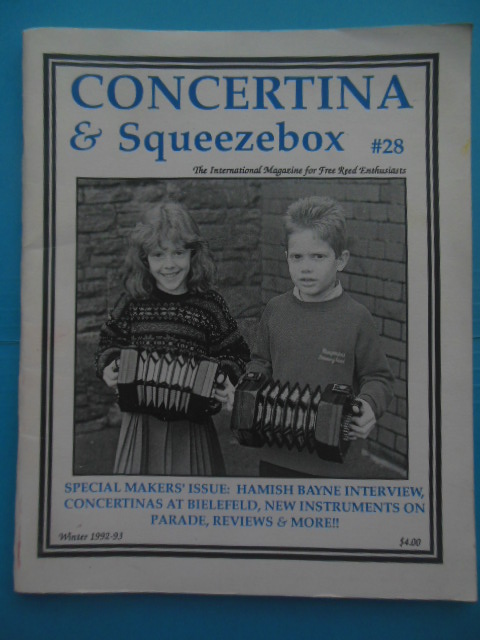 CONCERTINA
& Squeezebox #28
The International Magazine for Free Reed Enthusiasts
SPECIAL MAKERS' ISSUE: HAMISH BAYNE INTERVIEW,
CONCERTINAS AT BIELEFELD, NEW INSTRUMENTS ON
PARADE, REVIEWS & MORE!!
Winter 1992-93 $4.00